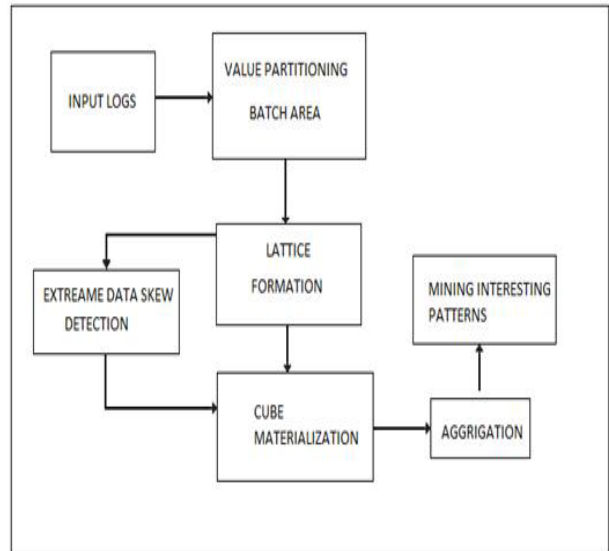 INPUT LOGS
VALUE PARTITIONING
BATCH AREA
LATTICE
FORMATION
EXTREAME DATA SKEW
DETECTION
MINING INTERESTING
PATTERNS
CUBE
MATERIALIZATION
AGGRIGATION